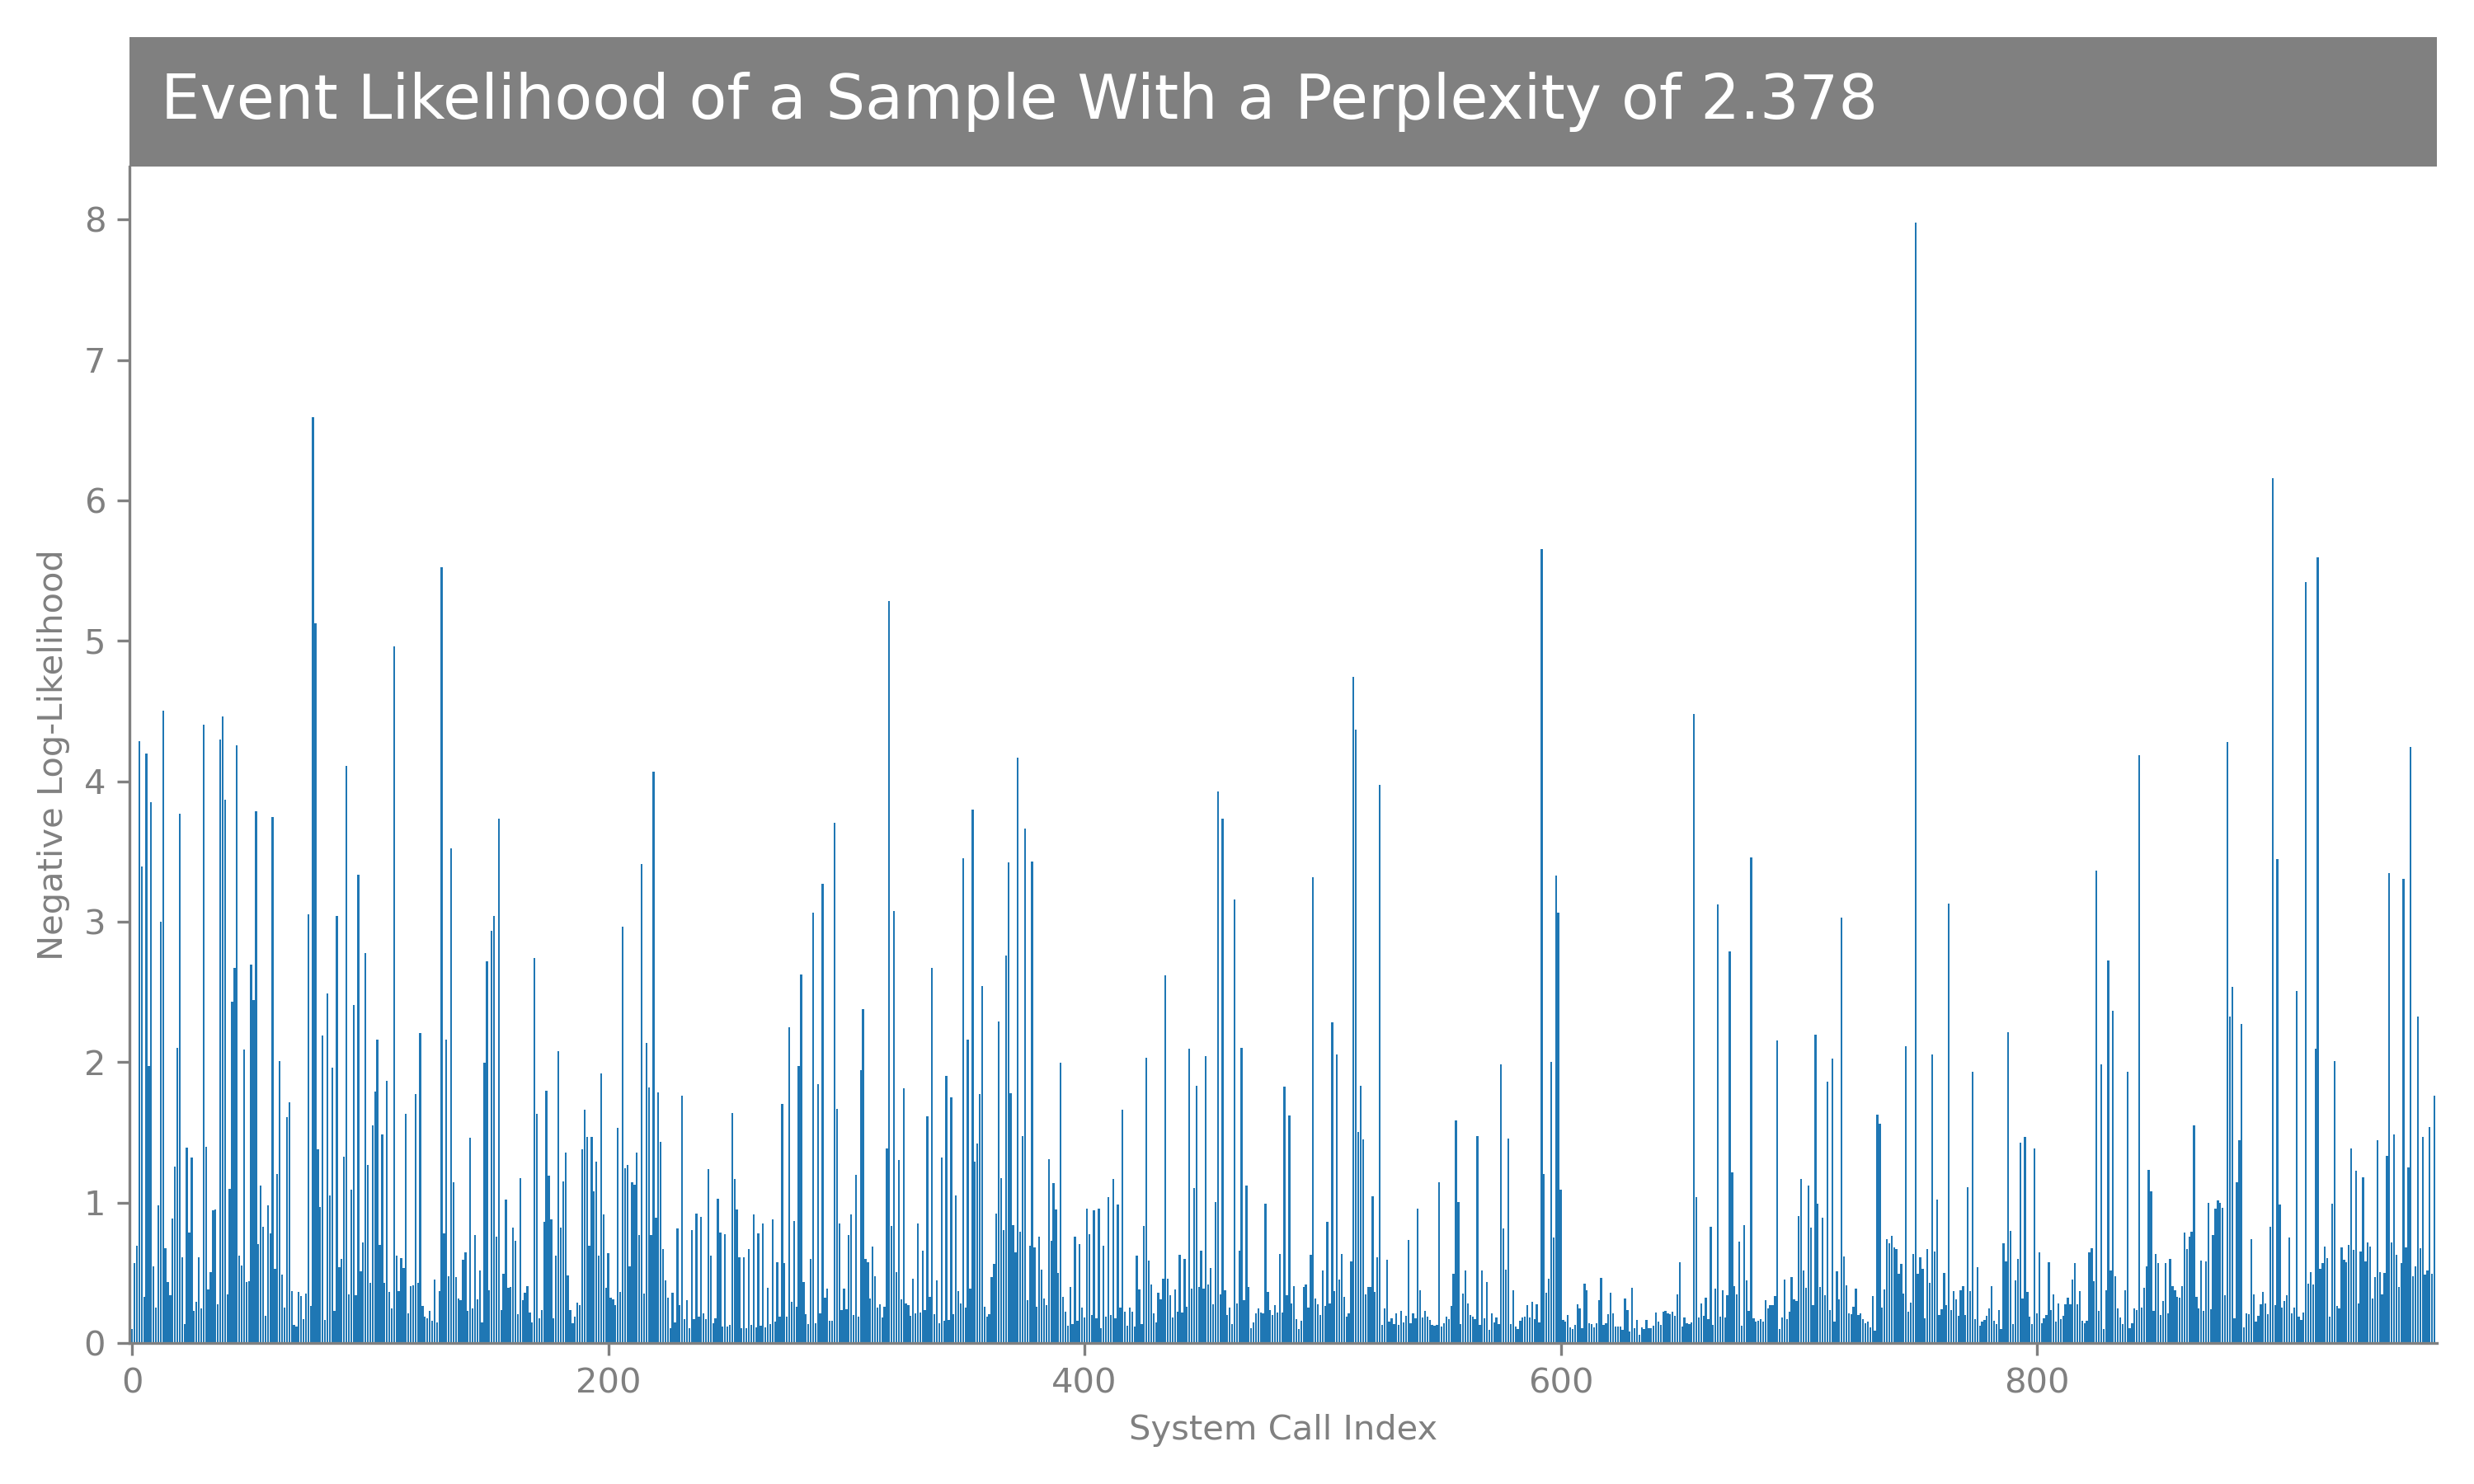 Event Likelihood of a Sample With a Perplexity of 2.378
8
7
6
5
4
3
2
1
0
Negative Log-Likelihood
0 200 400 600 800
System Call Index